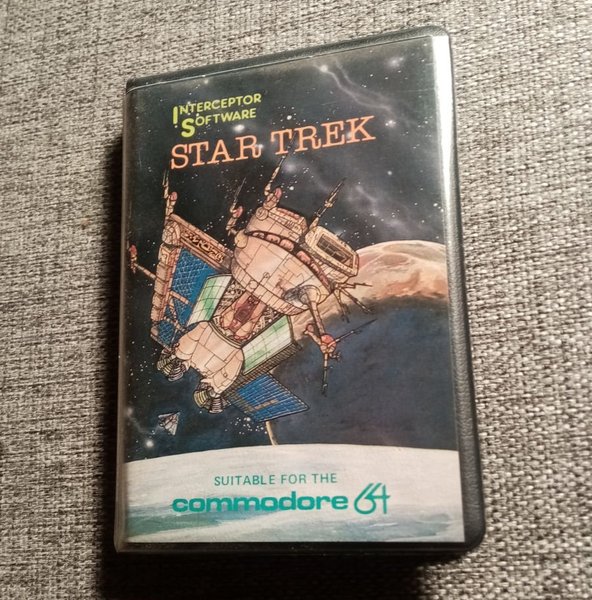 INTERCEPTOR
SOFTWARE
STAR TREK
SUITABLE FOR THE
commodore 64